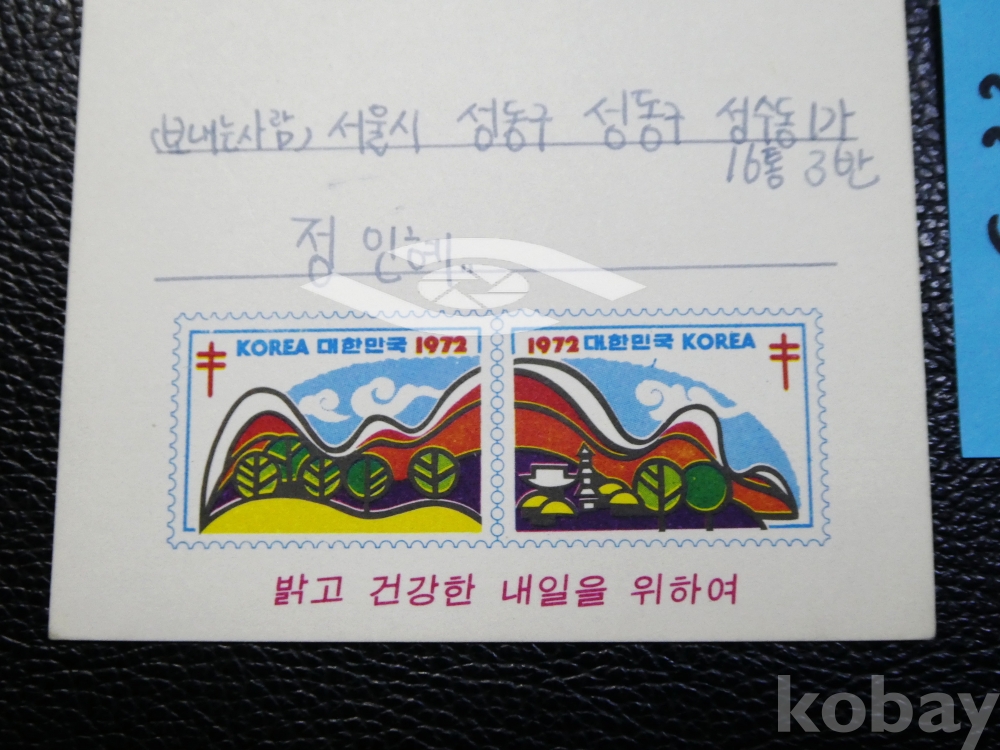 (보내는사람) 서울시 성동구 성동구 성수동 1가
16통 3반
정인혜..
KOREA 대한민국 1972
1972 대한민국 KOREA
밝고 건강한 내일을 위하여
kobay